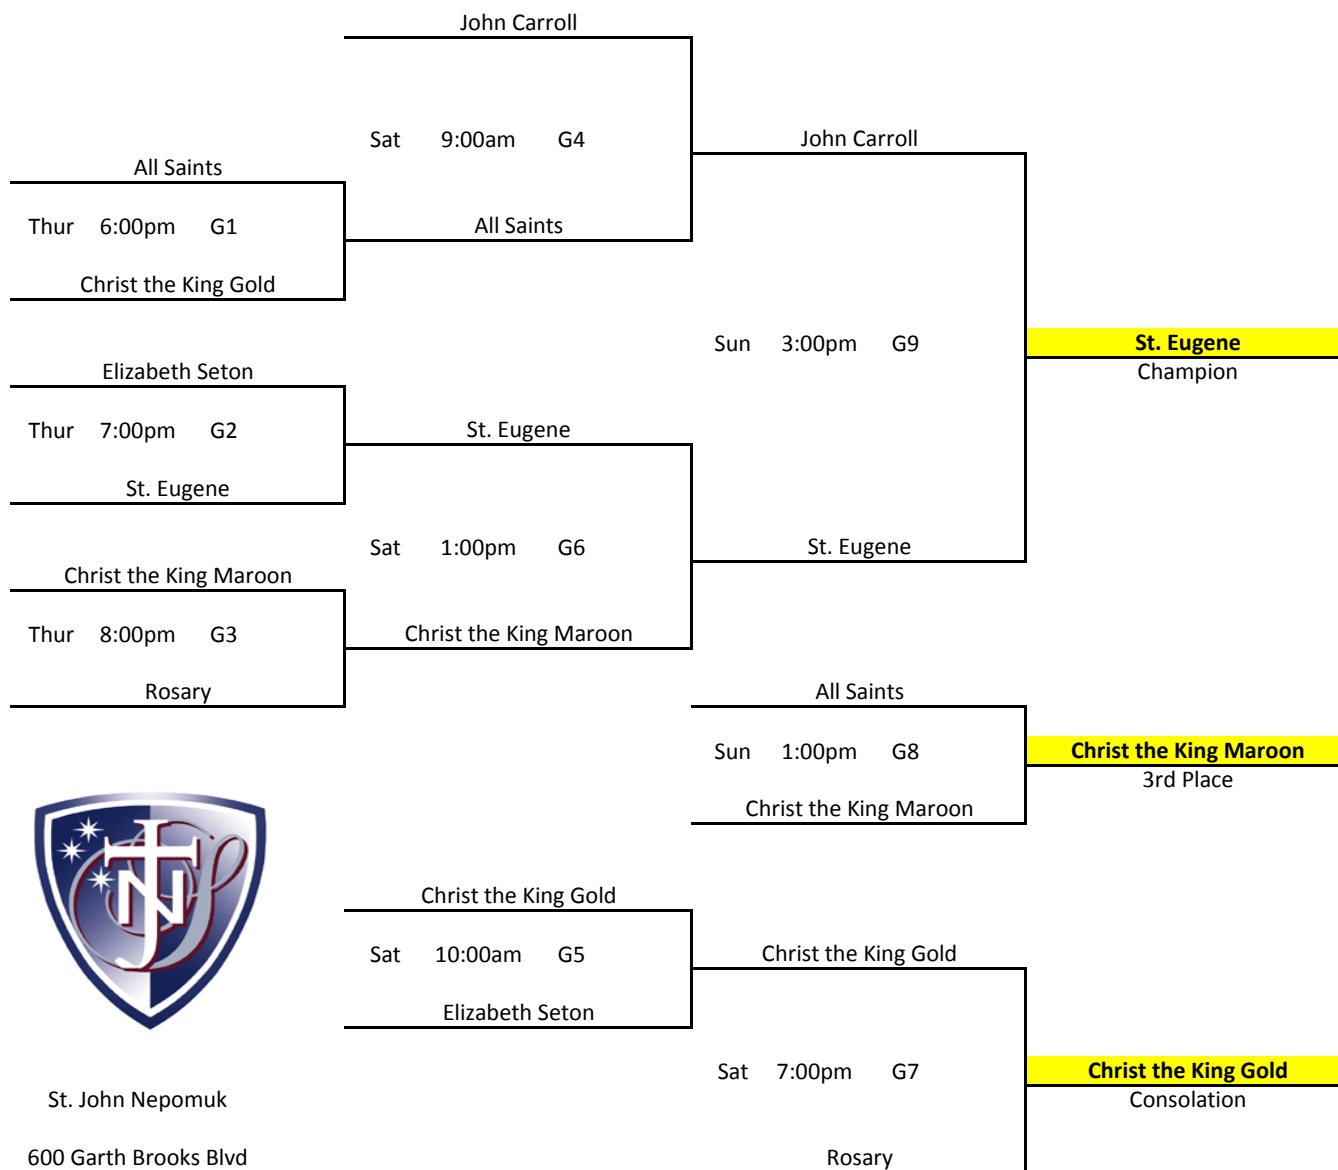 John Carroll
Sat 9:00am G4
John Carroll
All Saints
Thur 6:00pm G1
All Saints
Christ the King Gold
Sun 3:00pm G9
St. Eugene
Elizabeth Seton
Champion
Thur 7:00pm G2
St. Eugene
St. Eugene
Sat 1:00pm G6
St. Eugene
Christ the King Maroon
Thur 8:00pm G3
Christ the King Maroon
Rosary
All Saints
Sun 1:00pm G8
Christ the King Maroon
3rd Place
Christ the King Maroon
JN
Christ the King Gold
Sat 10:00am G5
Christ the King Gold
Elizabeth Seton
Sat 7:00pm G7
Christ the King Gold
St. John Nepomuk
Consolation
600 Garth Brooks Blvd
Rosary